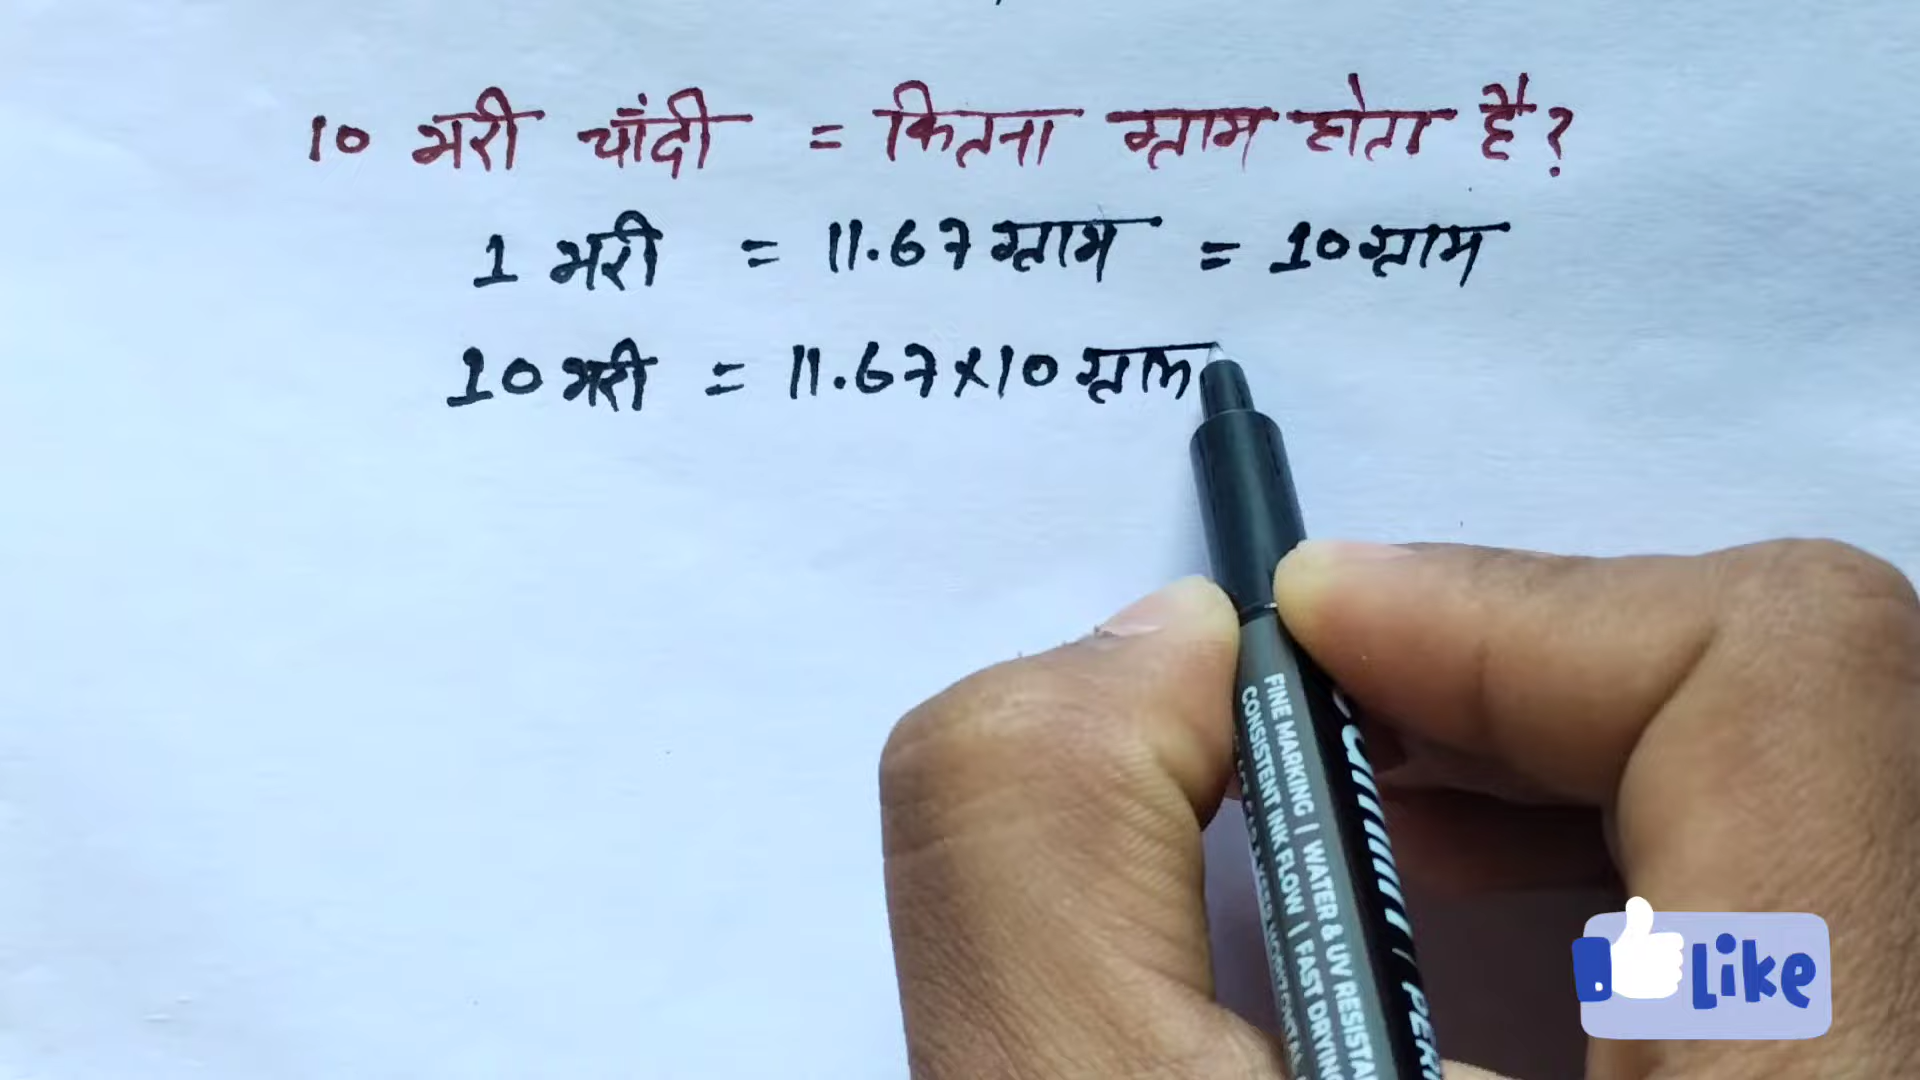 10 भरी चाँदी = कितना ग्राम होता है?
1 भरी = 11.67 ग्राम = 10 ग्राम
10 भरी = 11.67×10 ग्राम
FINE MARKING | WATER & UV RESISTA
CONSISTENT INK FLOW | FAST DRYING
Like